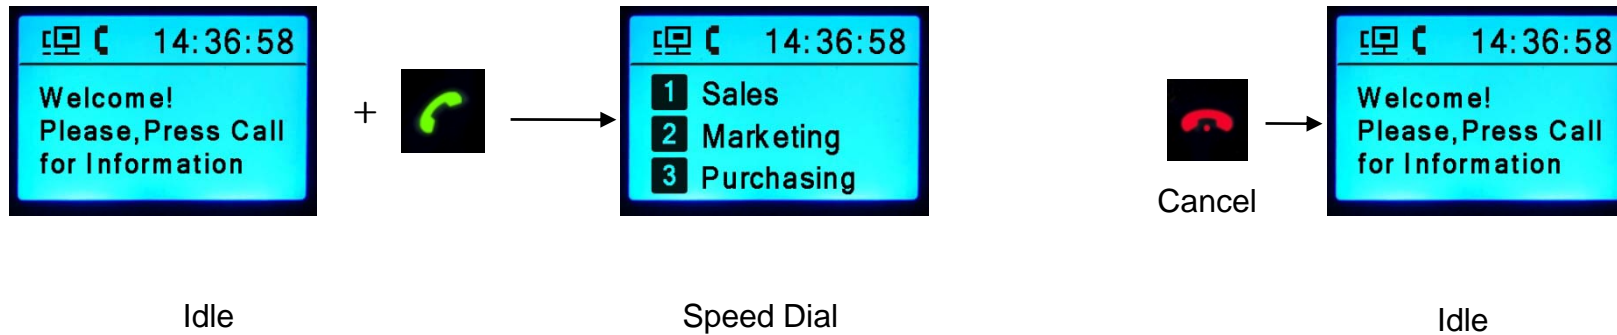 14:36:58
Welcome!
Please,Press Call
for Information
+
14:36:58
1 Sales
2 Marketing
3 Purchasing
Cancel
14:36:58
Welcome!
Please,Press Call
for Information
Idle
Speed Dial
Idle